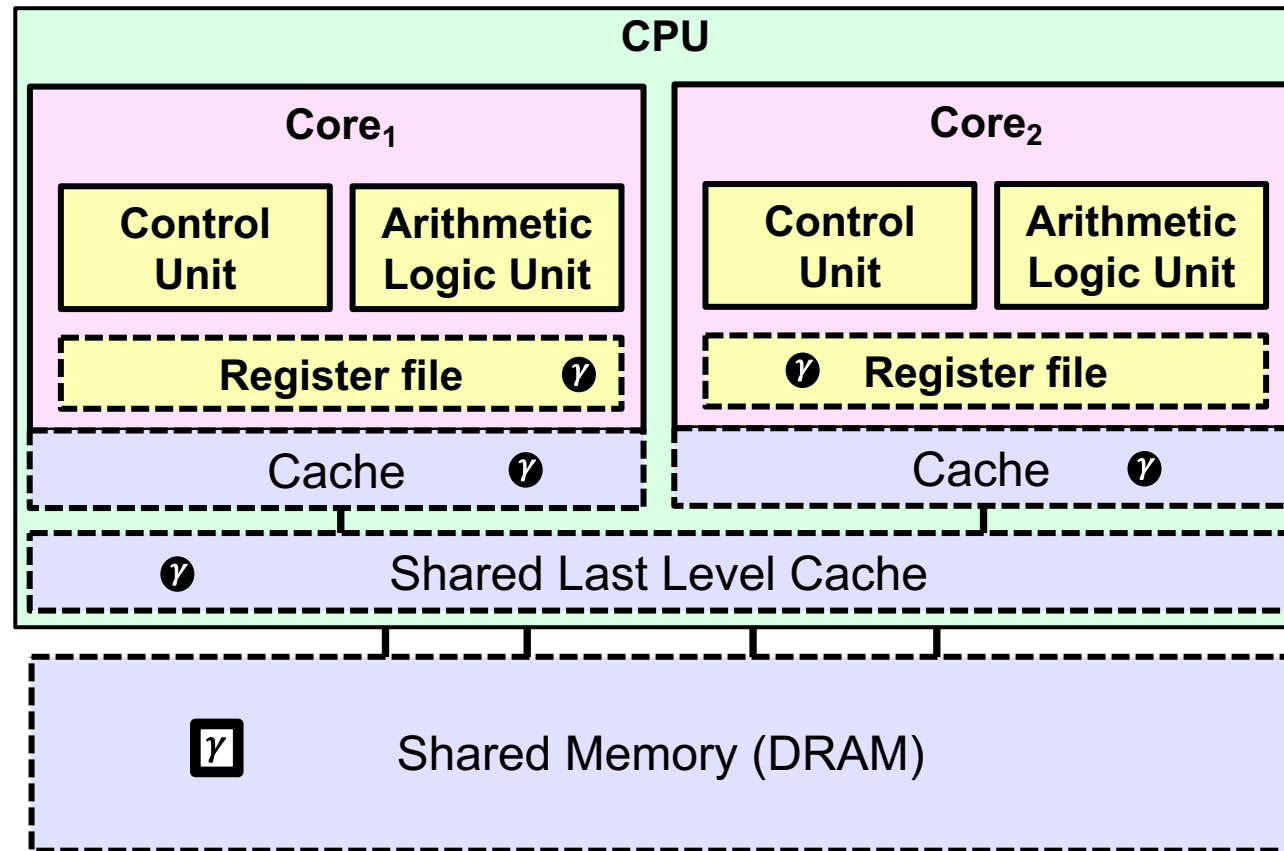 CPU
Core₁
Core₂
Control
Unit
Arithmetic
Logic Unit
Control
Unit
Arithmetic
Logic Unit
Register file γ
γ Register file
Cache γ
Cache γ
γ Shared Last Level Cache
γ Shared Memory (DRAM)